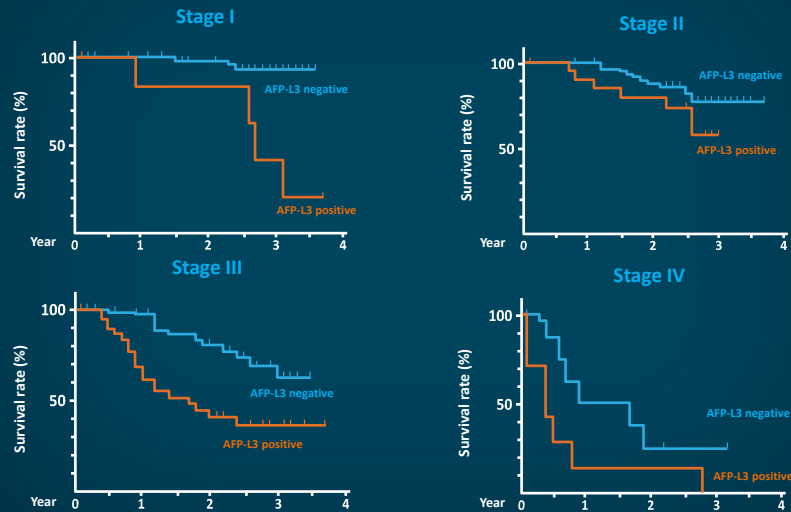 Stage I
Survival rate (%)
100
50
AFP-L3 negative
AFP-L3 positive
Year
0 1 2 3 4
Stage II
Survival rate (%)
100
50
AFP-L3 negative
AFP-L3 positive
Year
0 1 2 3 4
Stage III
Survival rate (%)
100
50
AFP-L3 negative
AFP-L3 positive
Year
0 1 2 3 4
Stage IV
Survival rate (%)
100
50
AFP-L3 negative
AFP-L3 positive
Year
0 1 2 3 4